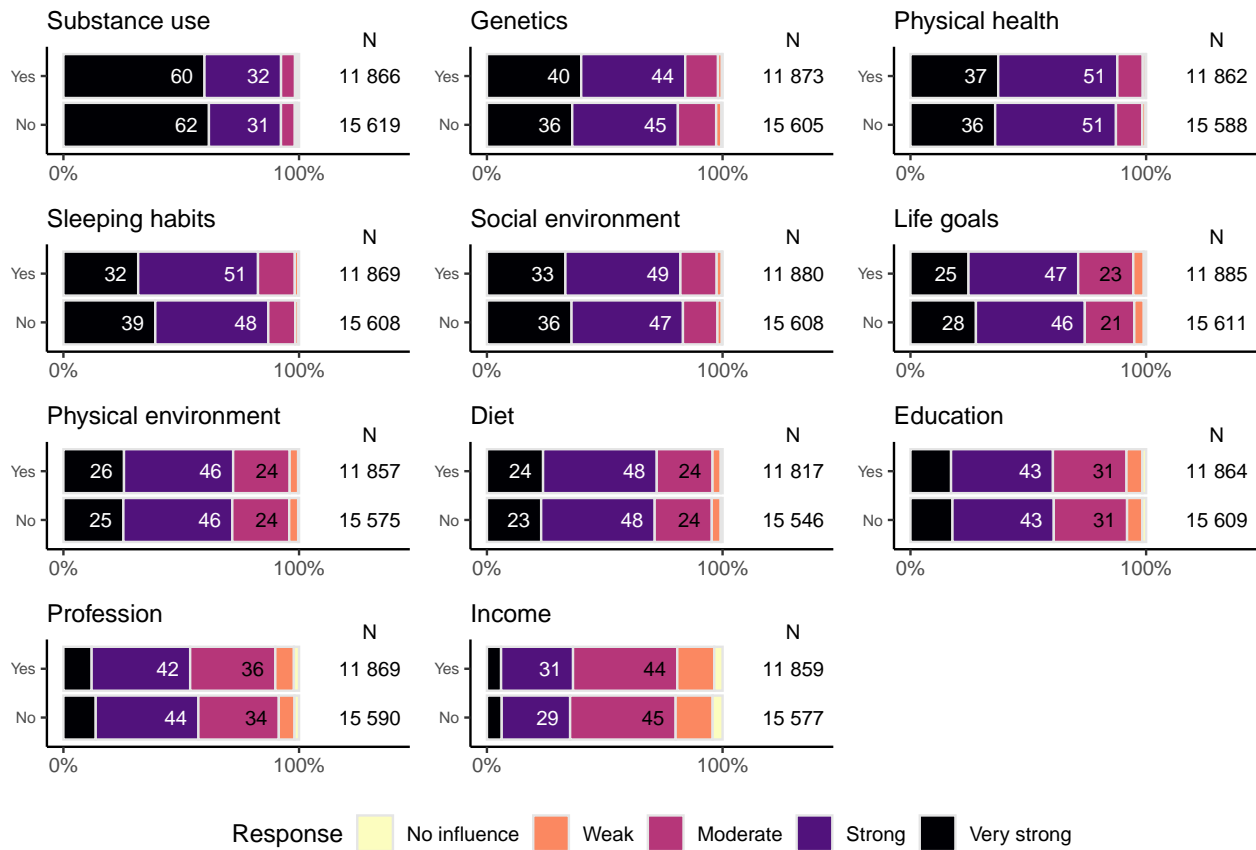 Substance use
N
Yes 60 32 11 866
No 62 31 15 619
0% 100%
Genetics
N
Yes 40 44 11 873
No 36 45 15 605
0% 100%
Physical health
N
Yes 37 51 11 862
No 36 51 15 588
0% 100%
Sleeping habits
N
Yes 32 51 11 869
No 39 48 15 608
0% 100%
Social environment
N
Yes 33 49 11 880
No 36 47 15 608
0% 100%
Life goals
N
Yes 25 47 23 11 885
No 28 46 21 15 611
0% 100%
Physical environment
N
Yes 26 46 24 11 857
No 25 46 24 15 575
0% 100%
Diet
N
Yes 24 48 24 11 817
No 23 48 24 15 546
0% 100%
Education
N
Yes 43 31 11 864
No 43 31 15 609
0% 100%
Profession
N
Yes 42 36 11 869
No 44 34 15 590
0% 100%
Income
N
Yes 31 44 11 859
No 29 45 15 577
0% 100%
Response No influence Weak Moderate Strong Very strong